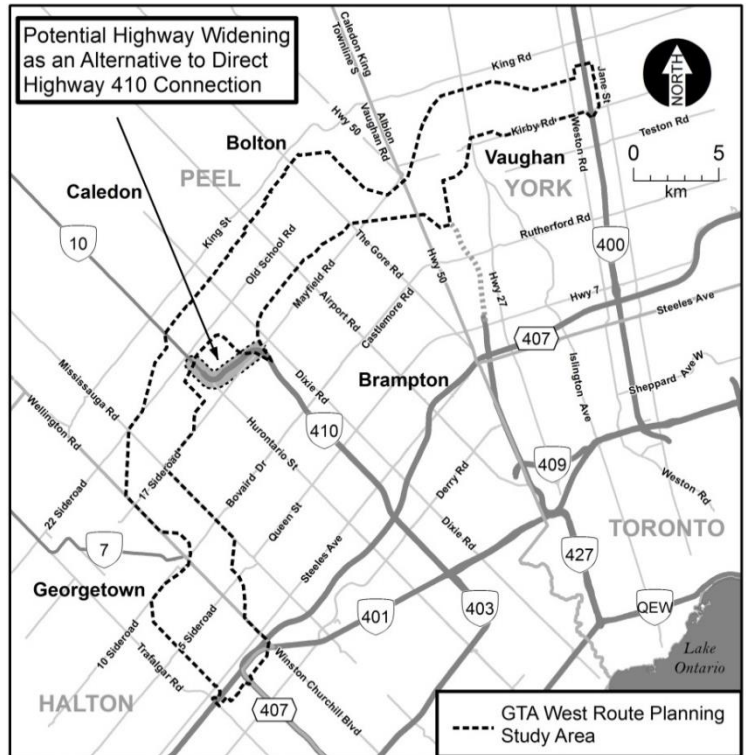 Potential Highway Widening
as an Alternative to Direct
Highway 410 Connection
Caledon King
Townline S
King Rd
Jane St
NORTH
Hwy 50
Albion
Vaughan Rd
Kirby Rd
Weston Rd
Teston Rd
Bolton
Vaughan
0 5
km
PEEL
YORK
Caledon
King St
Old School Rd
The Gore Rd
Rutherford Rd
10
400
Mayfield Rd
Airport Rd
Castlemore Rd
Hwy 50
Hwy 27
Hwy 7
Steeles Ave
407
Mississauga Rd
Wellington Rd
Dixie Rd
Brampton
Islington
Ave
Sheppard Ave W
Hurontario St
410
22 Sideroad
17 Sideroad
Bovaird Dr
Queen St
Derry Rd
409
Weston Rd
7
Steeles Ave
Dixie Rd
TORONTO
427
Georgetown
401
403
QEW
10 Sideroad
5 Sideroad
Trafalgar Rd
Winston Churchill Blvd
Lake
Ontario
HALTON
407
GTA West Route Planning
Study Area